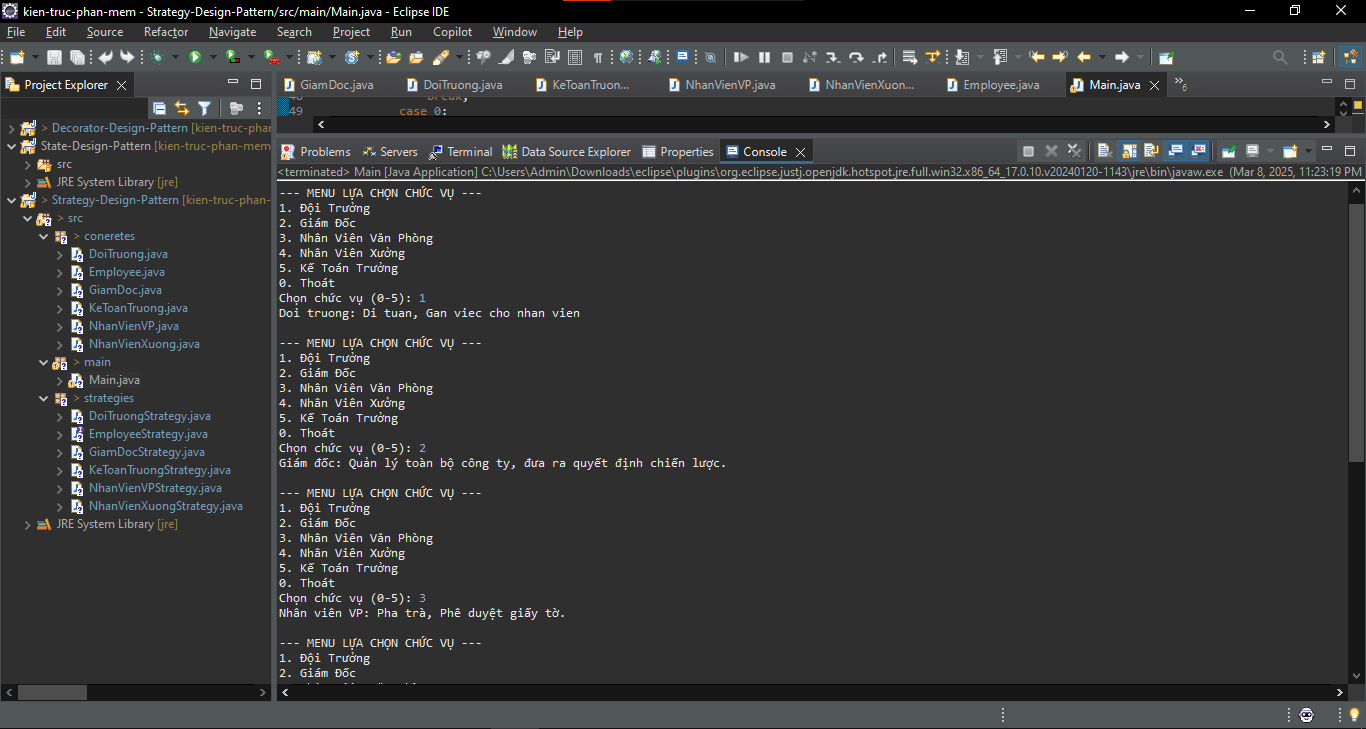 kien-truc-phan-mem - Strategy-Design-Pattern/src/main/Main.java - Eclipse IDE
File Edit Source Refactor Navigate Search Project Run Copilot Window Help
Project Explorer
GiamDoc.java DoiTruong.java KeToanTruon... NhanVienVP.java NhanVienXuon... Employee.java Main.java
»6
49 case 0:
> Decorator-Design-Pattern [kien-truc-phan
State-Design-Pattern [kien-truc-phan-mem
src
JRE System Library [jre]
> Strategy-Design-Pattern [kien-truc-phan-
> src
> coneretes
DoiTruong.java
Employee.java
GiamDoc.java
KeToanTruong.java
NhanVienVP.java
NhanVienXuong.java
> main
Main.java
> strategies
DoiTruongStrategy.java
EmployeeStrategy.java
GiamDocStrategy.java
KeToanTruongStrategy.java
NhanVienVPStrategy.java
NhanVienXuongStrategy.java
JRE System Library [jre]
Problems Servers Terminal Data Source Explorer Properties Console
<terminated> Main [Java Application] C:\Users\Admin\Downloads\eclipse\plugins\org.eclipse.justj.openjdk.hotspot.jre.full.win32.x86_64_17.0.10.v20240120-1143\jre\bin\javaw.exe (Mar 8, 2025, 11:23:19 PM
--- MENU LỰA CHỌN CHỨC VỤ ---
1. Đội Trưởng
2. Giám Đốc
3. Nhân Viên Văn Phòng
4. Nhân Viên Xưởng
5. Kế Toán Trưởng
0. Thoát
Chọn chức vụ (0-5): 1
Doi truong: Di tuan, Gan viec cho nhan vien
--- MENU LỰA CHỌN CHỨC VỤ ---
1. Đội Trưởng
2. Giám Đốc
3. Nhân Viên Văn Phòng
4. Nhân Viên Xưởng
5. Kế Toán Trưởng
0. Thoát
Chọn chức vụ (0-5): 2
Giám đốc: Quản lý toàn bộ công ty, đưa ra quyết định chiến lược.
--- MENU LỰA CHỌN CHỨC VỤ ---
1. Đội Trưởng
2. Giám Đốc
3. Nhân Viên Văn Phòng
4. Nhân Viên Xưởng
5. Kế Toán Trưởng
0. Thoát
Chọn chức vụ (0-5): 3
Nhân viên VP: Pha trà, Phê duyệt giấy tờ.
--- MENU LỰA CHỌN CHỨC VỤ ---
1. Đội Trưởng
2. Giám Đốc